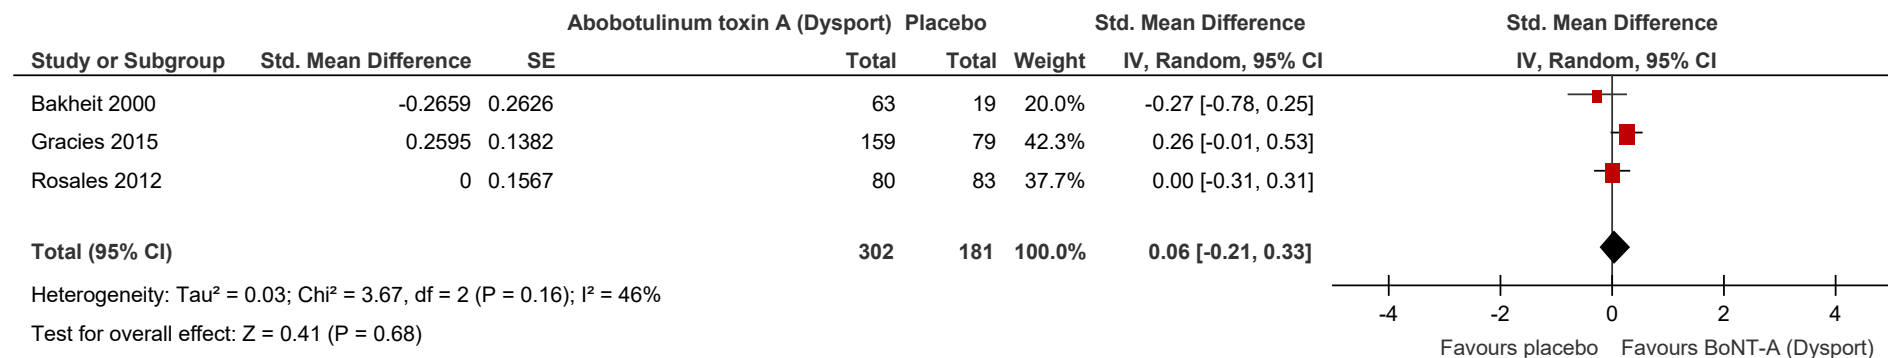 Abobotulinum toxin A (Dysport) Placebo Std. Mean Difference Std. Mean Difference
Study or Subgroup Std. Mean Difference SE Total Total Weight IV, Random, 95% CI IV, Random, 95% CI
Bakheit 2000 -0.2659 0.2626 63 19 20.0% -0.27 [-0.78, 0.25]
Gracies 2015 0.2595 0.1382 159 79 42.3% 0.26 [-0.01, 0.53]
Rosales 2012 0 0.1567 80 83 37.7% 0.00 [-0.31, 0.31]
Total (95% CI) 302 181 100.0% 0.06 [-0.21, 0.33]
Heterogeneity: Tau² = 0.03; Chi² = 3.67, df = 2 (P = 0.16); I² = 46%
Test for overall effect: Z = 0.41 (P = 0.68)
-4 -2 0 2 4
Favours placebo Favours BoNT-A (Dysport)